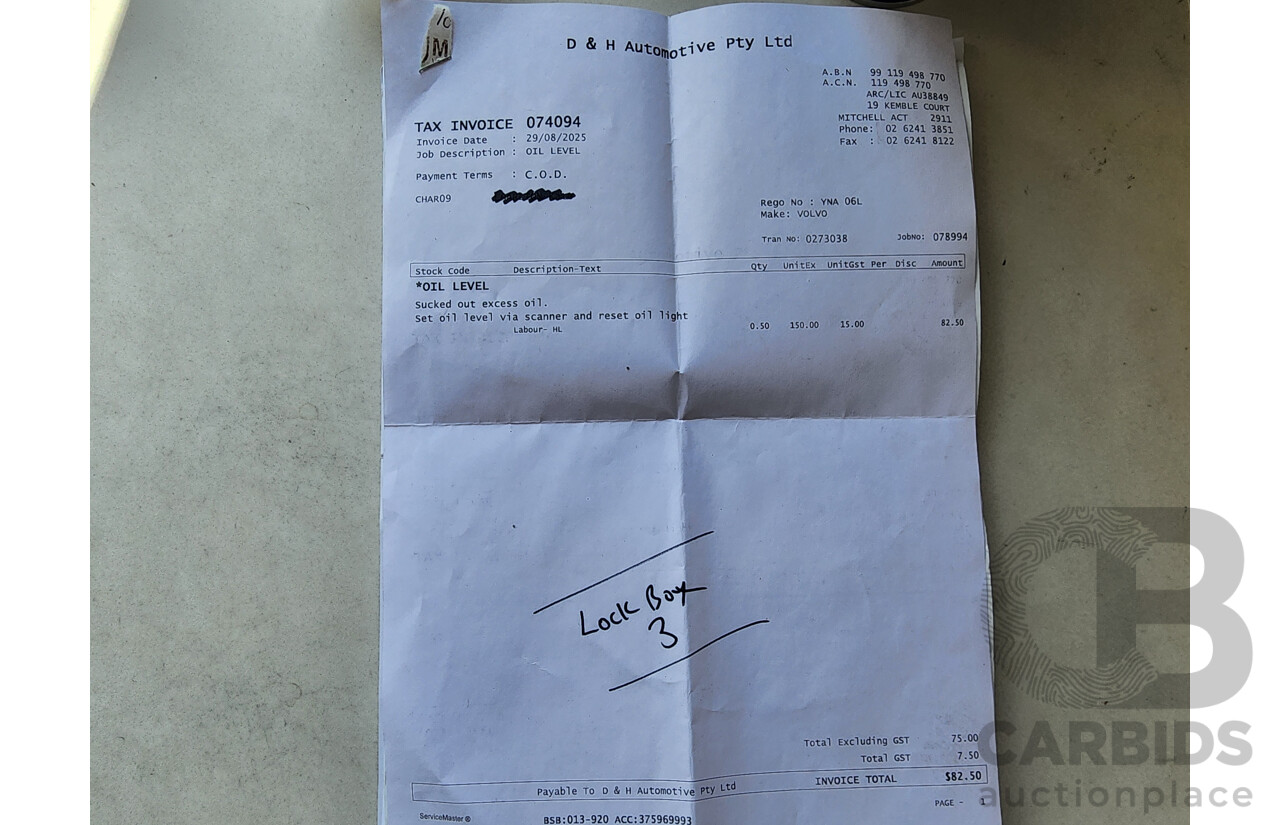 JM
D & H Automotive Pty Ltd
A.B.N 99 119 498 770
A.C.N. 119 498 770
ARC/LIC AU38849
19 KEMBLE COURT
MITCHELL ACT 2911
Phone: 02 6241 3851
Fax : 02 6241 8122
TAX INVOICE 074094
Invoice Date : 29/08/2025
Job Description : OIL LEVEL
Payment Terms : C.O.D.
CHAR09
Rego No : YNA 06L
Make: VOLVO
Tran No: 0273038 JobNo: 078994
Stock Code Description-Text Qty UnitEx UnitGst Per Disc Amount
*OIL LEVEL
Sucked out excess oil.
Set oil level via scanner and reset oil light
Labour- HL 0.50 150.00 15.00 82.50
Lock Box
3
Total Excluding GST 75.00
Total GST 7.50
INVOICE TOTAL $82.50
Payable To D & H Automotive Pty Ltd
PAGE - 1
ServiceMaster ®
BSB:013-920 ACC:375969993
CB
CARBIDS
auctionplace